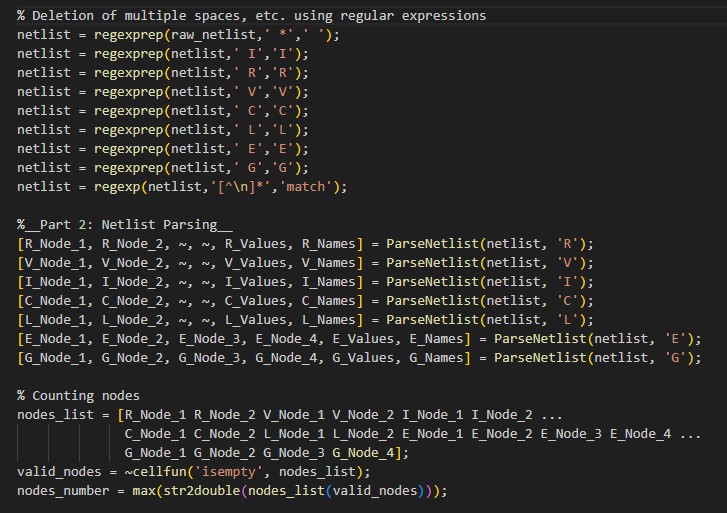 % Deletion of multiple spaces, etc. using regular expressions
netlist = regexprep(raw_netlist,' *',' ');
netlist = regexprep(netlist,' I','I');
netlist = regexprep(netlist,' R','R');
netlist = regexprep(netlist,' V','V');
netlist = regexprep(netlist,' C','C');
netlist = regexprep(netlist,' L','L');
netlist = regexprep(netlist,' E','E');
netlist = regexprep(netlist,' G','G');
netlist = regexp(netlist,'[^\n]*','match');
%__Part 2: Netlist Parsing__
[R_Node_1, R_Node_2, ~, ~, R_Values, R_Names] = ParseNetlist(netlist, 'R');
[V_Node_1, V_Node_2, ~, ~, V_Values, V_Names] = ParseNetlist(netlist, 'V');
[I_Node_1, I_Node_2, ~, ~, I_Values, I_Names] = ParseNetlist(netlist, 'I');
[C_Node_1, C_Node_2, ~, ~, C_Values, C_Names] = ParseNetlist(netlist, 'C');
[L_Node_1, L_Node_2, ~, ~, L_Values, L_Names] = ParseNetlist(netlist, 'L');
[E_Node_1, E_Node_2, E_Node_3, E_Node_4, E_Values, E_Names] = ParseNetlist(netlist, 'E');
[G_Node_1, G_Node_2, G_Node_3, G_Node_4, G_Values, G_Names] = ParseNetlist(netlist, 'G');
% Counting nodes
nodes_list = [R_Node_1 R_Node_2 V_Node_1 V_Node_2 I_Node_1 I_Node_2 ...
C_Node_1 C_Node_2 L_Node_1 L_Node_2 E_Node_1 E_Node_2 E_Node_3 E_Node_4 ...
G_Node_1 G_Node_2 G_Node_3 G_Node_4];
valid_nodes = ~cellfun('isempty', nodes_list);
nodes_number = max(str2double(nodes_list(valid_nodes)));